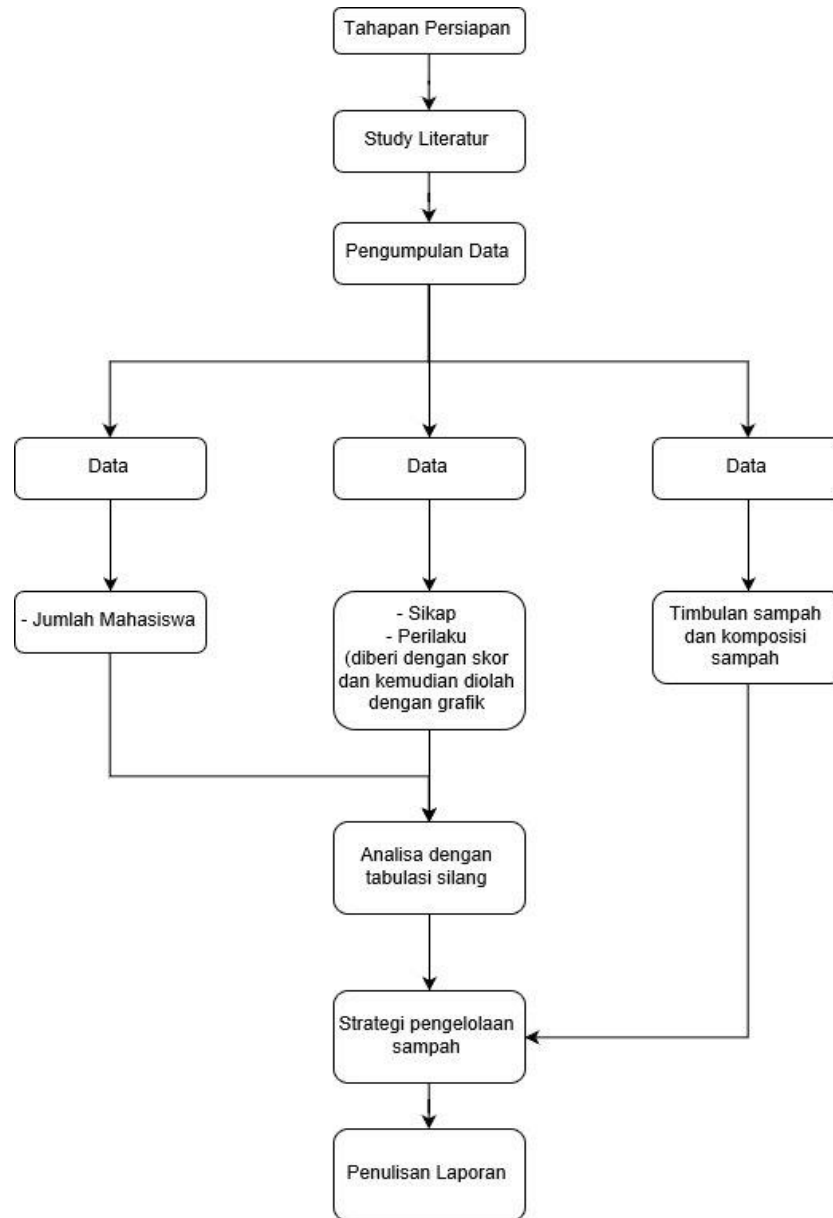 Tahapan Persiapan
Study Literatur
Pengumpulan Data
Data
Data
Data
- Jumlah Mahasiswa
- Sikap
- Perilaku
(diberi dengan skor
dan kemudian diolah
dengan grafik
Timbulan sampah
dan komposisi
sampah
Analisa dengan
tabulasi silang
Strategi pengelolaan
sampah
Penulisan Laporan